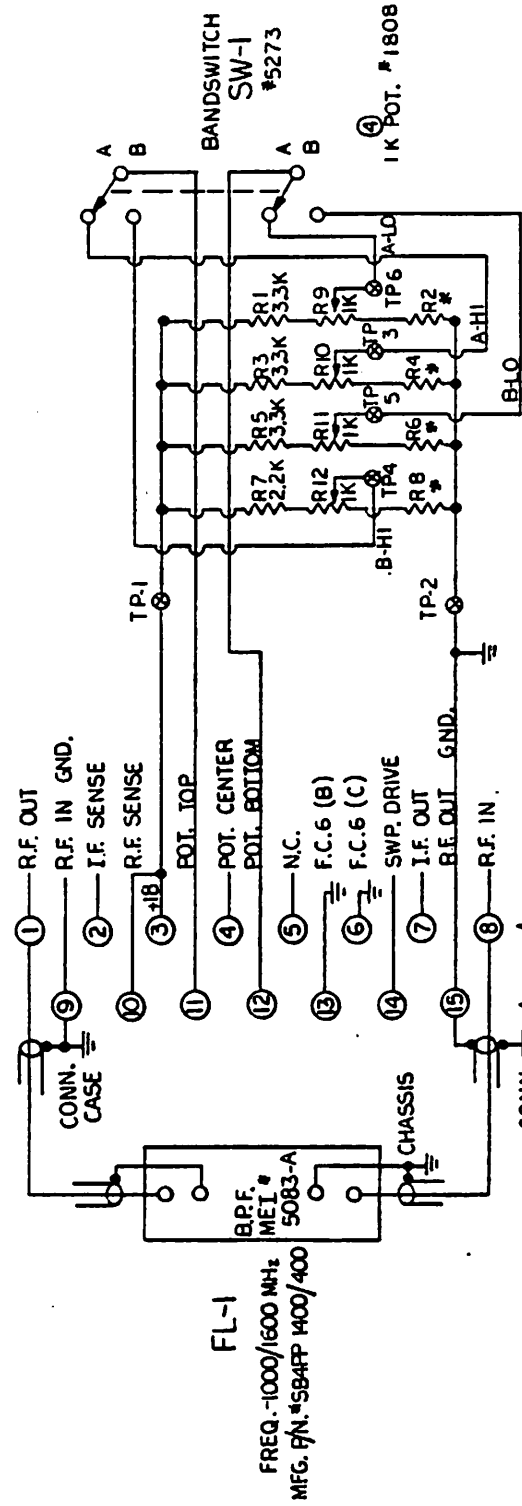 FL-1
FREQ.-1000/1600 MHz
MFG. P/N.#5B4PP 1400/400
B.P.F.
MEI #
5083-A
CHASSIS
CONN.
CASE
CONN.
1 R.F. OUT
9 R.F. IN GND.
2 I.F. SENSE
10 R.F. SENSE
3 +18
11 POT. TOP
4 POT. CENTER
12 POT. BOTTOM
5 N.C.
13 F.C.6 (B)
6 F.C.6 (C)
14 SWP. DRIVE
7 I.F. OUT
15 R.F. OUT GND.
8 R.F. IN
TP-1
TP-2
R7
2.2K
R12
1K
TP4
R8
*
B-HI
R5
3.3K
R11
1K
TP
5
R6
*
B-LO
R3
3.3K
R10
1K
TP
3
R4
*
A-HI
R1
3.3K
R9
1K
TP6
R2
*
A-LO
A
B
BANDSWITCH
SW-1
#5273
A
B
4
1K POT. #1808